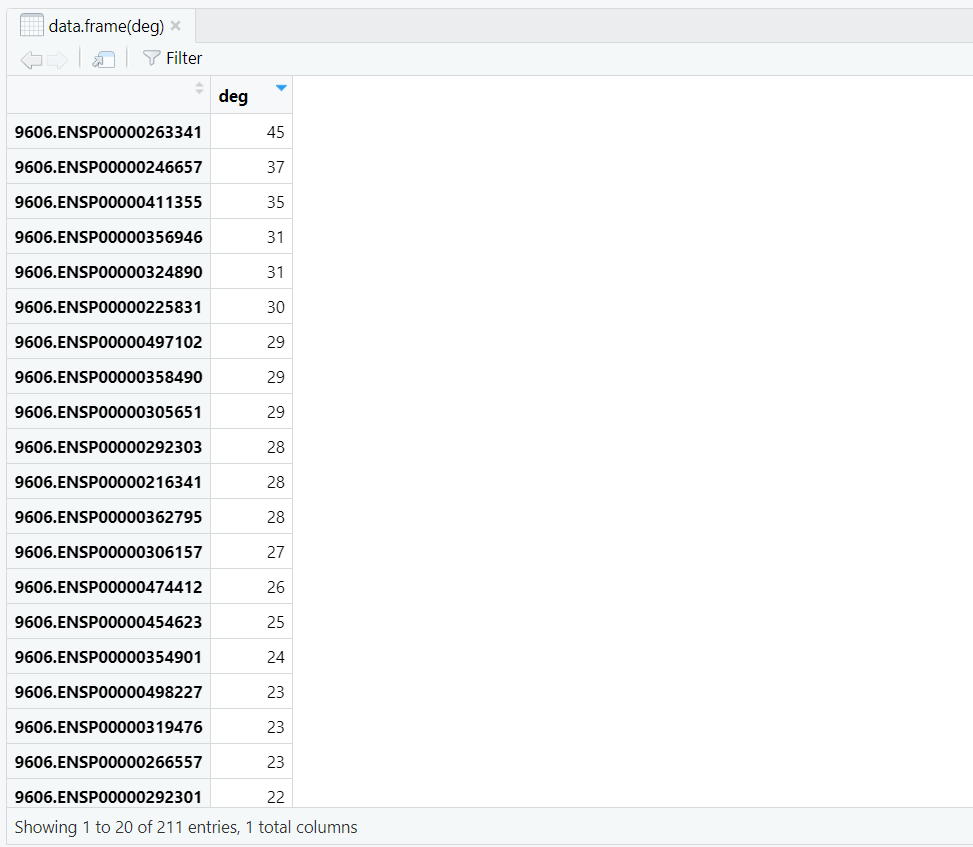 data.frame(deg)
Filter
deg
9606.ENSP00000263341 45
9606.ENSP00000246657 37
9606.ENSP00000411355 35
9606.ENSP00000356946 31
9606.ENSP00000324890 31
9606.ENSP00000225831 30
9606.ENSP00000497102 29
9606.ENSP00000358490 29
9606.ENSP00000305651 29
9606.ENSP00000292303 28
9606.ENSP00000216341 28
9606.ENSP00000362795 28
9606.ENSP00000306157 27
9606.ENSP00000474412 26
9606.ENSP00000454623 25
9606.ENSP00000354901 24
9606.ENSP00000498227 23
9606.ENSP00000319476 23
9606.ENSP00000266557 23
9606.ENSP00000292301 22
Showing 1 to 20 of 211 entries, 1 total columns